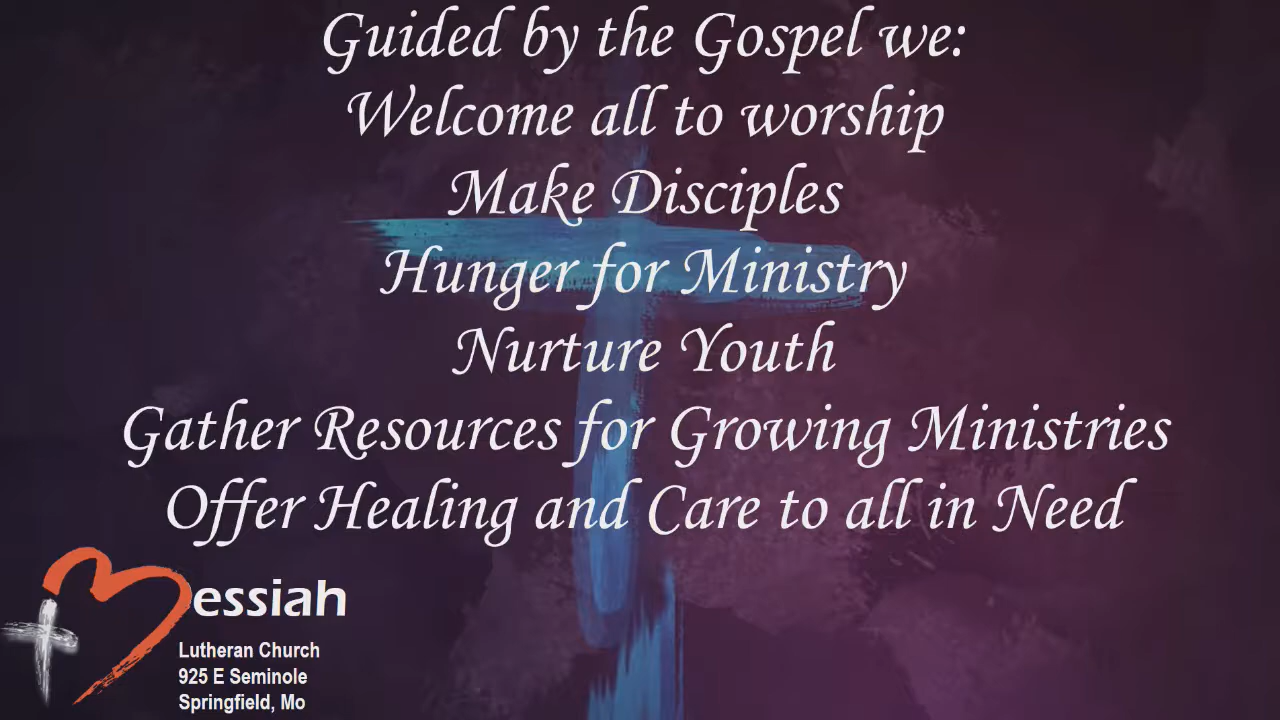 Guided by the Gospel we:
Welcome all to worship
Make Disciples
Hunger for Ministry
Nurture Youth
Gather Resources for Growing Ministries
Offer Healing and Care to all in Need
Messiah
Lutheran Church
925 E Seminole
Springfield, Mo